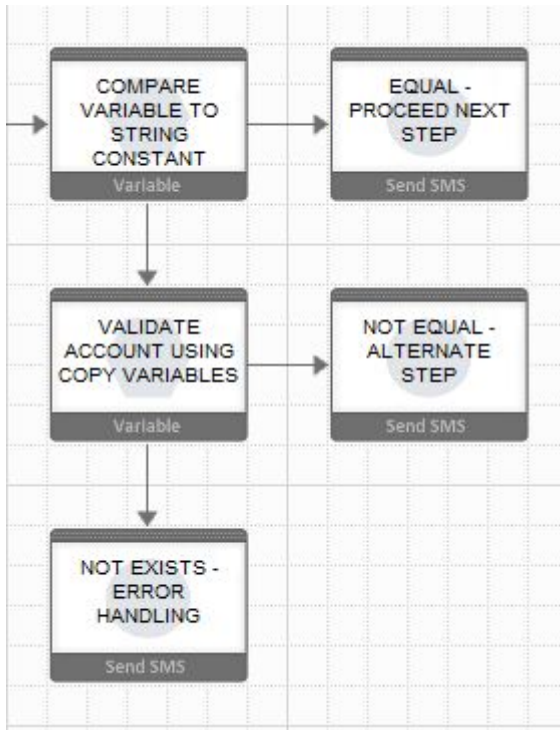 COMPARE
VARIABLE TO
STRING
CONSTANT
Variable
EQUAL -
PROCEED NEXT
STEP
Send SMS
VALIDATE
ACCOUNT USING
COPY VARIABLES
Variable
NOT EQUAL -
ALTERNATE
STEP
Send SMS
NOT EXISTS -
ERROR
HANDLING
Send SMS